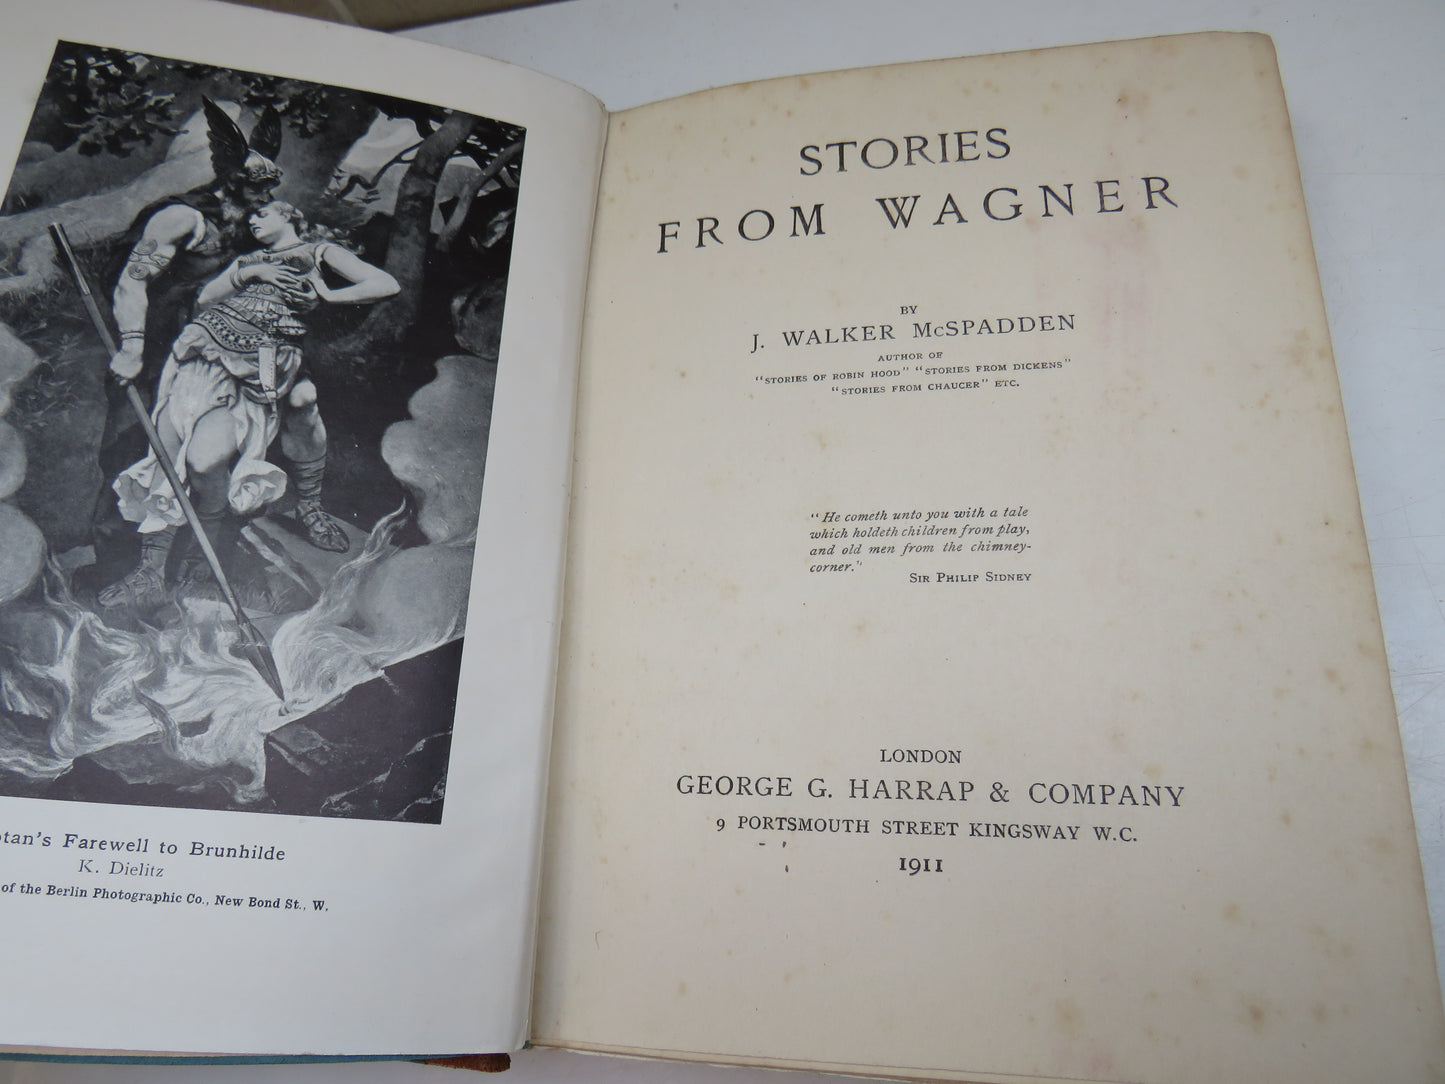 Farewell to Brunhilde
K. Dielitz
of the Berlin Photographic Co., New Bond St., W.
STORIES
FROM WAGNER
BY
J. WALKER McSPADDEN
AUTHOR OF
"STORIES OF ROBIN HOOD" "STORIES FROM DICKENS"
"STORIES FROM CHAUCER" ETC.
"He cometh unto you with a tale
which holdeth children from play,
and old men from the chimney-
corner."
SIR PHILIP SIDNEY
LONDON
GEORGE G. HARRAP & COMPANY
9 PORTSMOUTH STREET KINGSWAY W.C.
1911